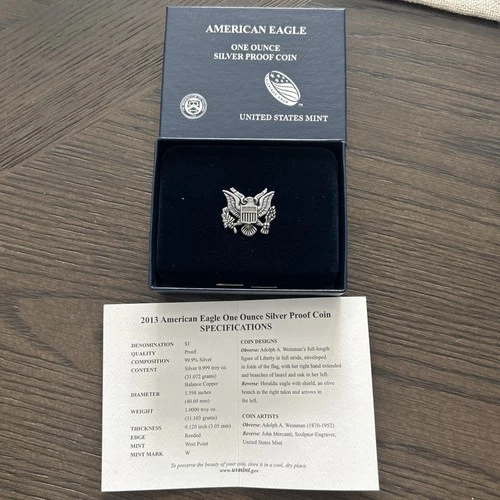 AMERICAN EAGLE
ONE OUNCE
SILVER PROOF COIN
UNITED STATES MINT
2013 American Eagle One Ounce Silver Proof Coin
SPECIFICATIONS
DENOMINATION $1
QUALITY Proof
COMPOSITION 99.9% Silver
CONTENT Silver 0.999 troy oz.
(31.072 grams)
Balance Copper
DIAMETER 1.598 inches
(40.60 mm)
WEIGHT 1.0000 troy oz.
(31.103 grams)
THICKNESS 0.120 inch (3.05 mm)
EDGE Reeded
MINT West Point
MINT MARK W
COIN DESIGNS
Obverse: Adolph A. Weinman's full-length
figure of Liberty in full stride, enveloped
in folds of the flag, with her right hand extended
and branches of laurel and oak in her left.
Reverse: Heraldic eagle with shield, an olive
branch in the right talon and arrows in
the left.
COIN ARTISTS
Obverse: Adolph A. Weinman (1870-1952)
Reverse: John Mercanti, Sculptor-Engraver,
United States Mint
To preserve the beauty of your coin, store it in a cool, dry place.
www.usmint.gov